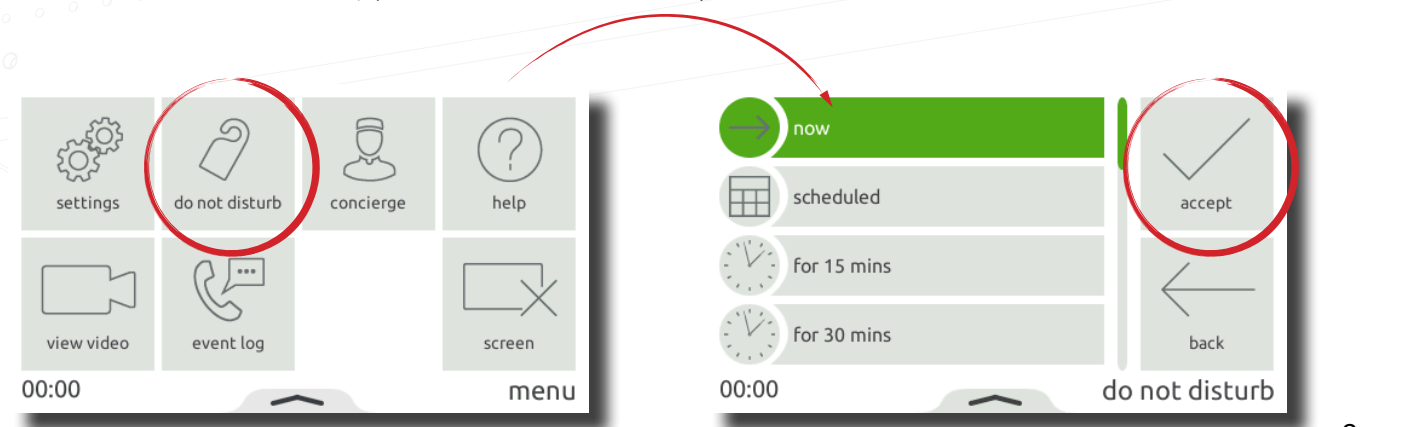 settings
do not disturb
concierge
help
view video
event log
screen
00:00
menu
now
scheduled
for 15 mins
for 30 mins
accept
back
00:00
do not disturb